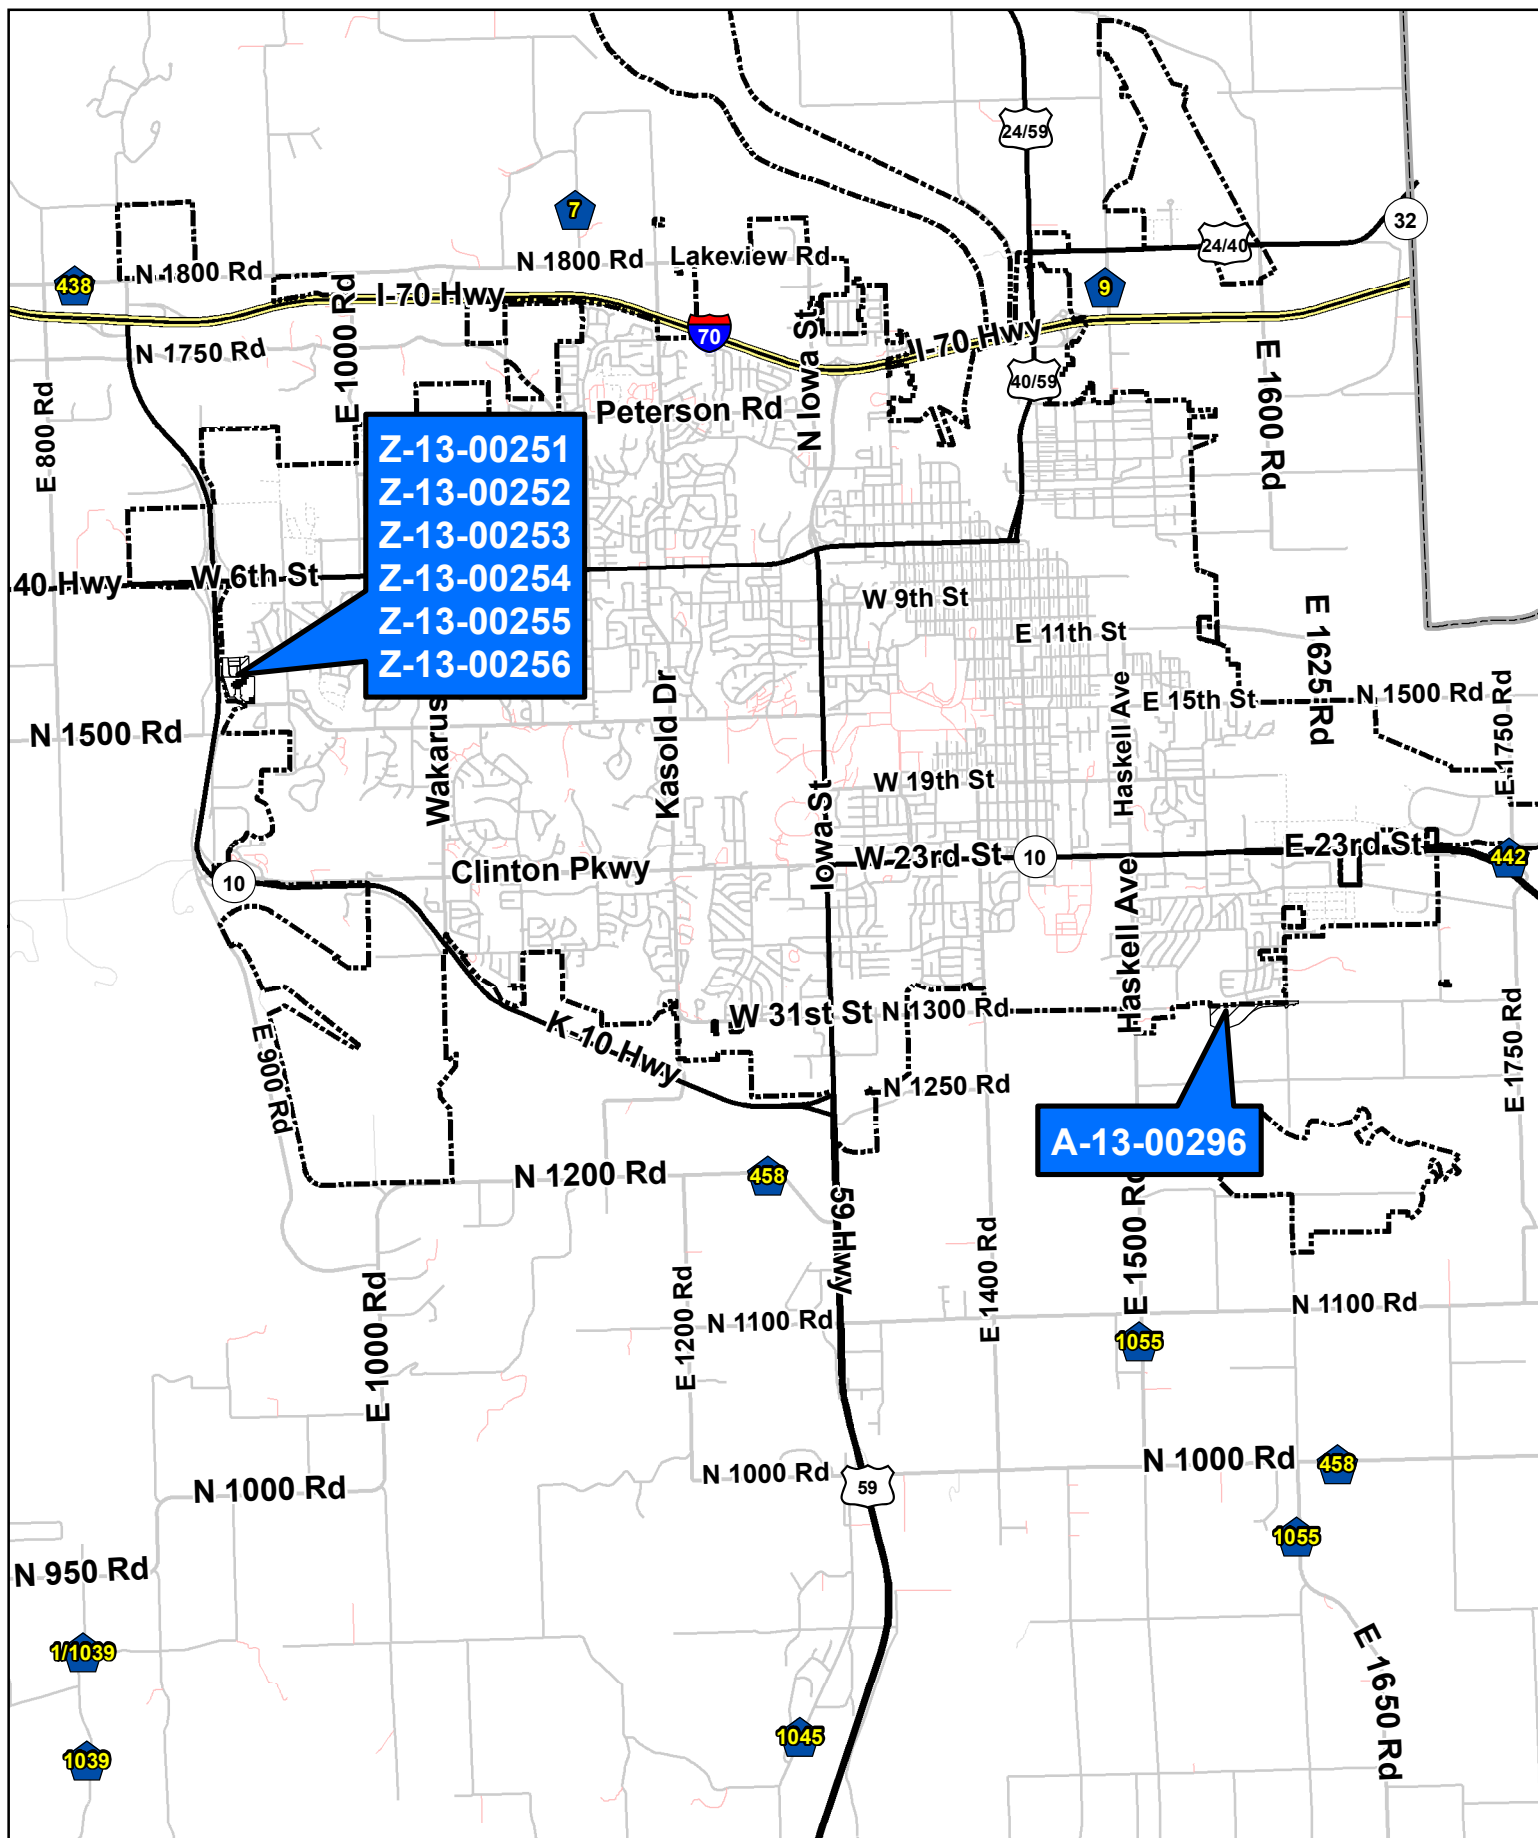 24/59
7
32
24/40
N 1800 Rd
N 1800 Rd
Lakeview Rd
438
9
I-70 Hwy
E 1000 Rd
70
I-70 Hwy
N 1750 Rd
N Iowa St
40/59
E 1600 Rd
E 800 Rd
Peterson Rd
Z-13-00251
Z-13-00252
Z-13-00253
Z-13-00254
Z-13-00255
Z-13-00256
40 Hwy
W 6th St
W 9th St
E 11th St
E 1625 Rd
E 15th St
N 1500 Rd
N 1500 Rd
Wakarus
Kasold Dr
Haskell Ave
E 1750 Rd
W 19th St
Iowa St
Clinton Pkwy
W 23rd St
10
E 23rd St
442
10
Haskell Ave
W 31st St
N 1300 Rd
K-10 Hwy
E 900 Rd
N 1250 Rd
E 1750 Rd
A-13-00296
N 1200 Rd
458
59 Hwy
E 1400 Rd
E 1500 Rd
E 1000 Rd
E 1200 Rd
N 1100 Rd
N 1100 Rd
1055
N 1000 Rd
N 1000 Rd
59
N 1000 Rd
458
1055
N 950 Rd
1/1039
E 1650 Rd
1045
1039